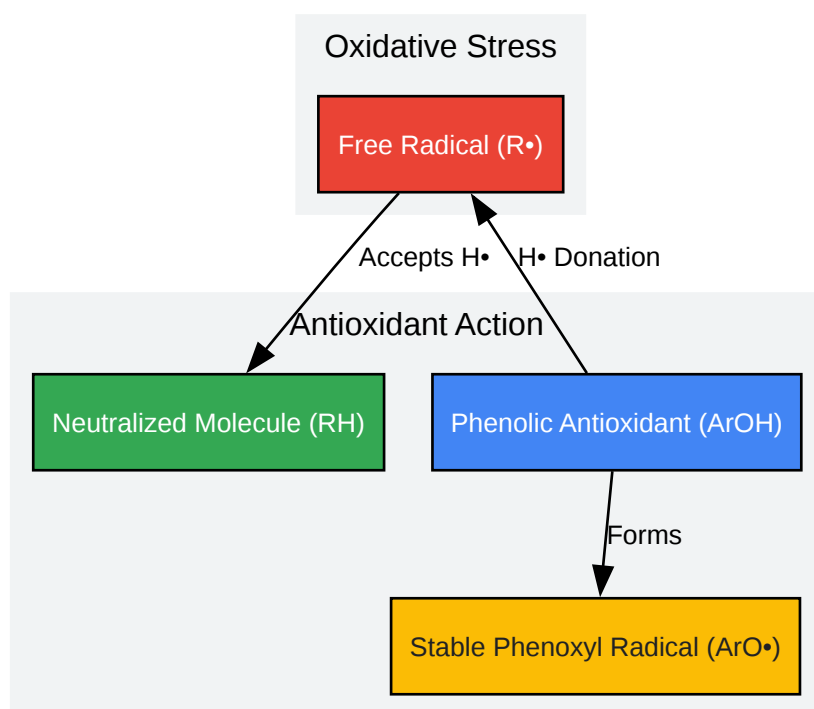 Oxidative Stress
Free Radical (R•)
Accepts H•
H• Donation
Antioxidant Action
Neutralized Molecule (RH)
Phenolic Antioxidant (ArOH)
Forms
Stable Phenoxyl Radical (ArO•)